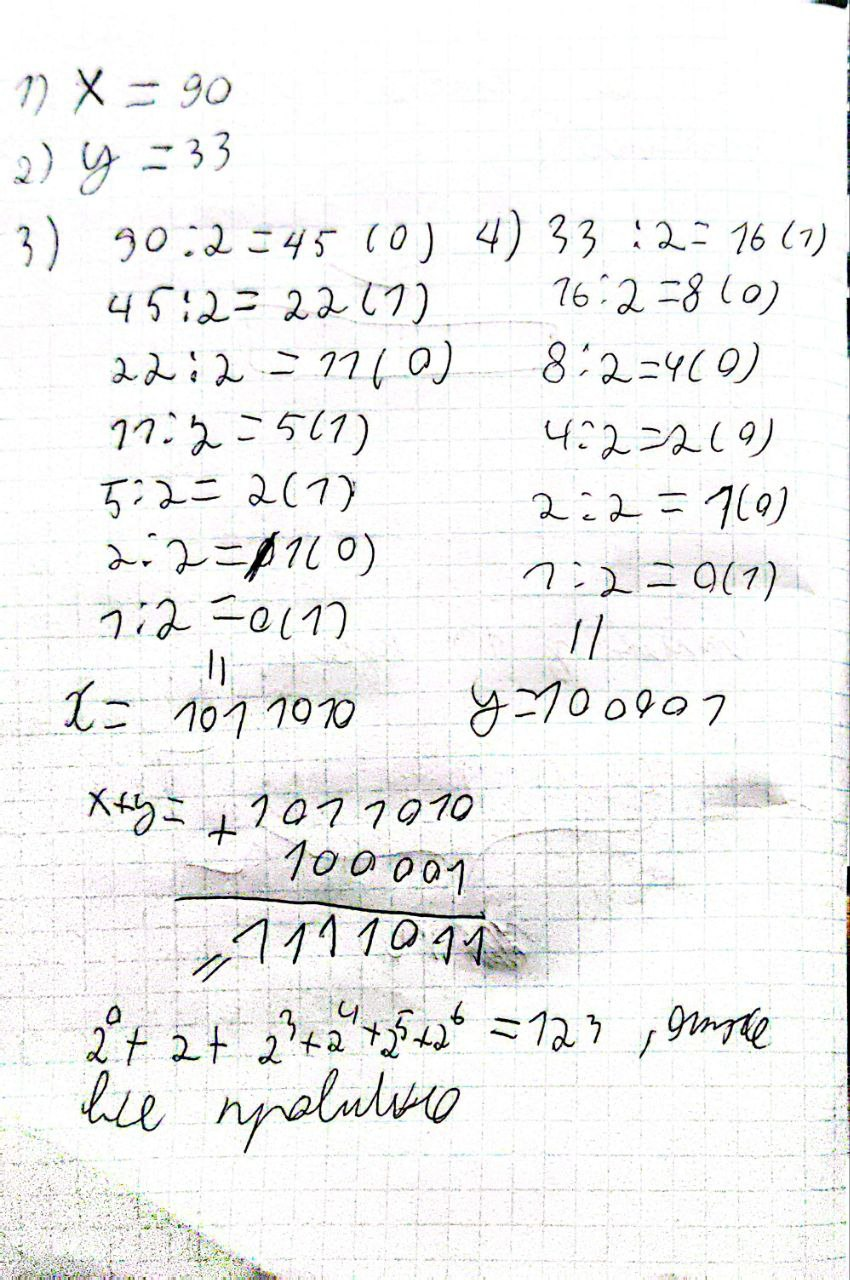 1) X = 90
2) y = 33
3) 90 : 2 = 45 (0) 4) 33 : 2 = 16 (1)
45 : 2 = 22 (1) 16 : 2 = 8 (0)
22 : 2 = 11 (0) 8 : 2 = 4 (0)
11 : 2 = 5 (1) 4 : 2 = 2 (0)
5 : 2 = 2 (1) 2 : 2 = 1 (0)
2 : 2 = 1 (0) 1 : 2 = 0 (1)
1 : 2 = 0 (1) ||
||
x = 1011010 y = 100001
x+y = + 1011010
100001
= 1111011
2⁰ + 2 + 2³ + 2⁴ + 2⁵ + 2⁶ = 123 , отже
все правильно